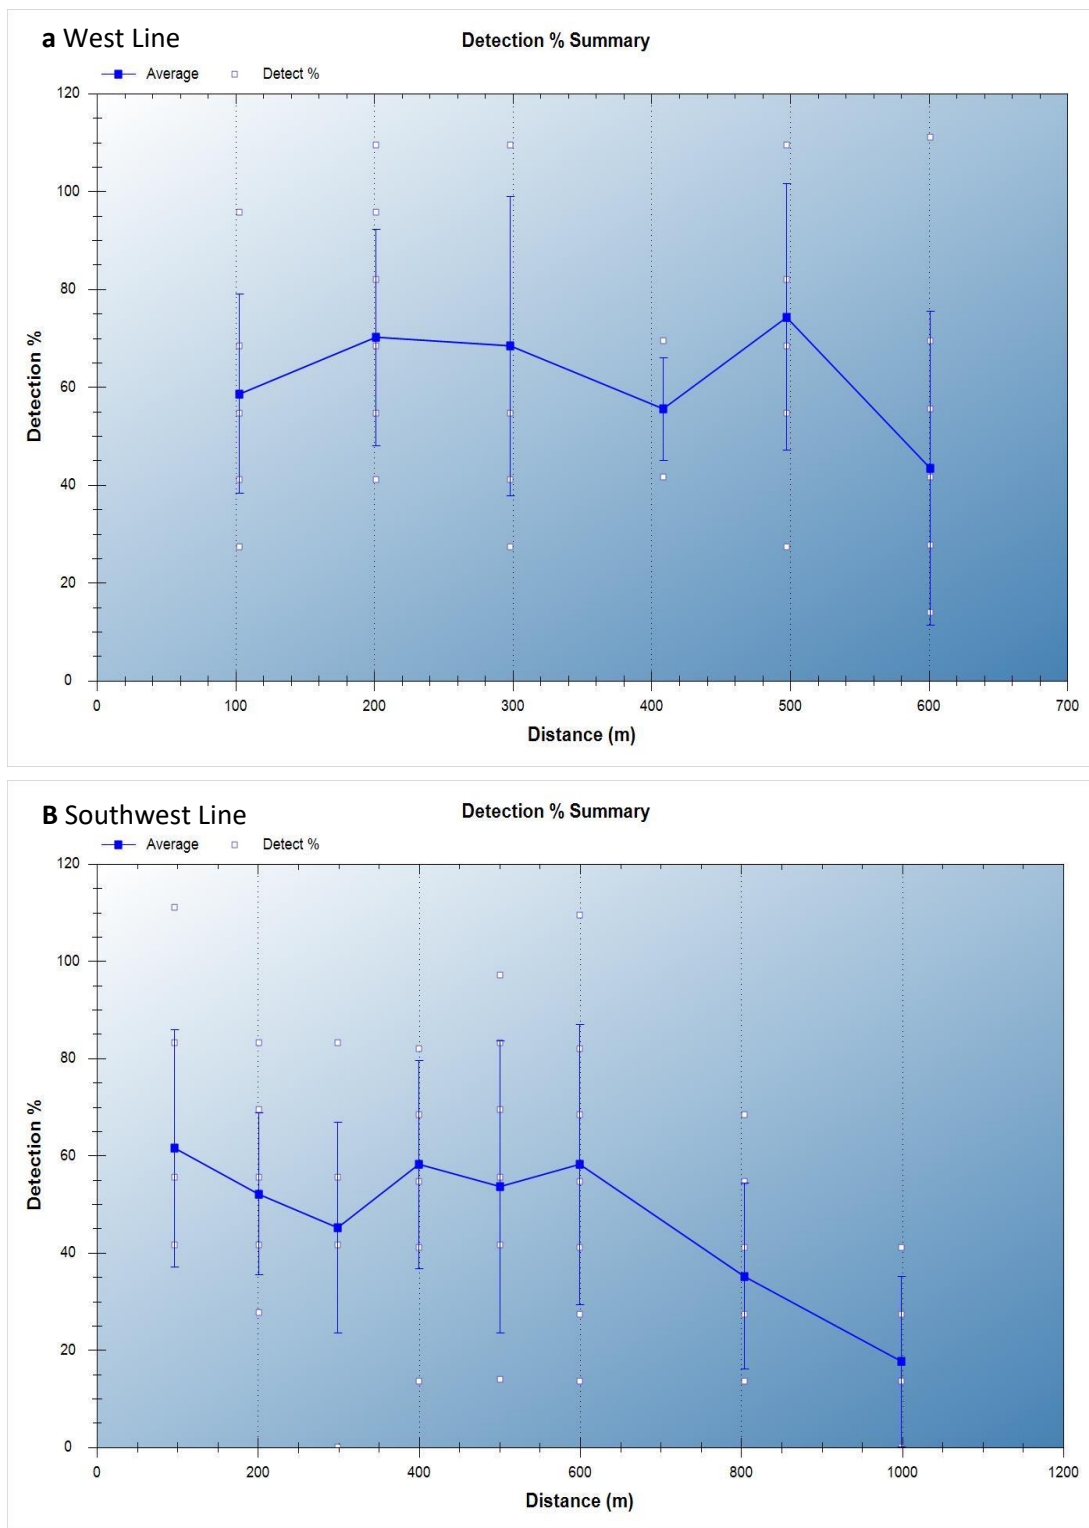 a West Line
Detection % Summary
Average Detect %
120
100
80
60
40
20
0
Detection %
0 100 200 300 400 500 600 700
Distance (m)
B Southwest Line
Detection % Summary
Average Detect %
120
100
80
60
40
20
0
Detection %
0 200 400 600 800 1000 1200
Distance (m)